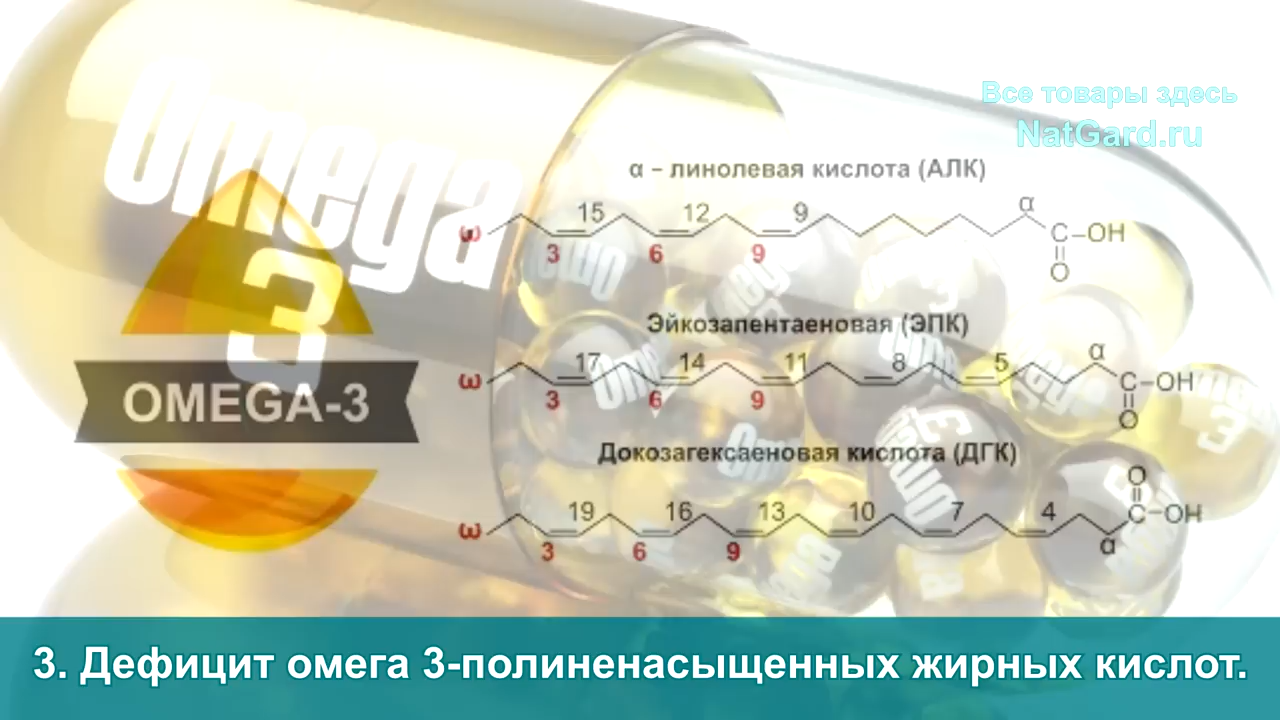 Все товары здесь
NatGard.ru
Omega
3
OMEGA-3
α – линолевая кислота (АЛК)
ω 3 6 9 15 12 9 α C OH O
Эйкозапентаеновая (ЭПК)
ω 3 6 9 17 14 11 8 5 α C OH O
Докозагексаеновая кислота (ДГК)
ω 3 6 9 19 16 13 10 7 4 α C OH O
3. Дефицит омега 3-полиненасыщенных жирных кислот.